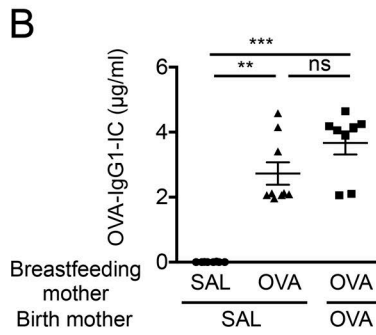 B
***
** ns
OVA-IgG1-IC (µg/ml)
6
4
2
0
Breastfeeding mother SAL OVA OVA
Birth mother SAL OVA